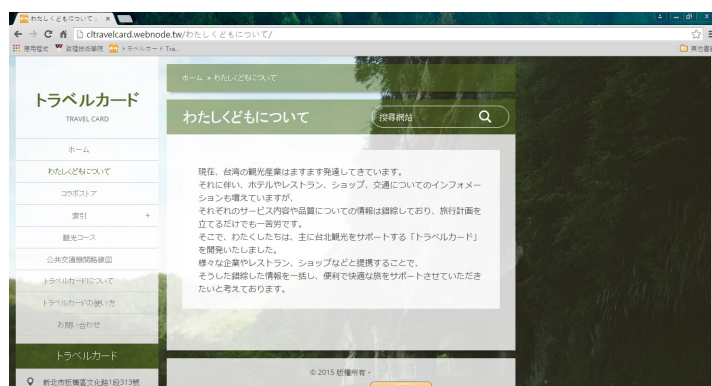 わたしくどもについて :
cltravelcard.webnode.tw/わたしくどもについて/
應用程式
致理技術學院
トラベルカード Tra...
其他書籤
トラベルカード
TRAVEL CARD
ホーム
わたしくどもについて
コラボストア
索引 +
観光コース
公共交通機関路線図
トラベルカードについて
トラベルカードの使い方
お問い合わせ
トラベルカード
新北市板橋區文化路1段313號
ホーム > わたしくどもについて
わたしくどもについて
搜尋網站
現在、台湾の観光産業はますます発達してきています。
それに伴い、ホテルやレストラン、ショップ、交通についてのインフォメー
ションも増えていますが、
それぞれのサービス内容や品質についての情報は錯綜しており、旅行計画を
立てるだけでも一苦労です。
そこで、わたくしたちは、主に台北観光をサポートする「トラベルカード」
を開発いたしました。
様々な企業やレストラン、ショップなどと提携することで、
そうした錯綜した情報を一括し、便利で快適な旅をサポートさせていただき
たいと考えております。
© 2015 版權所有。